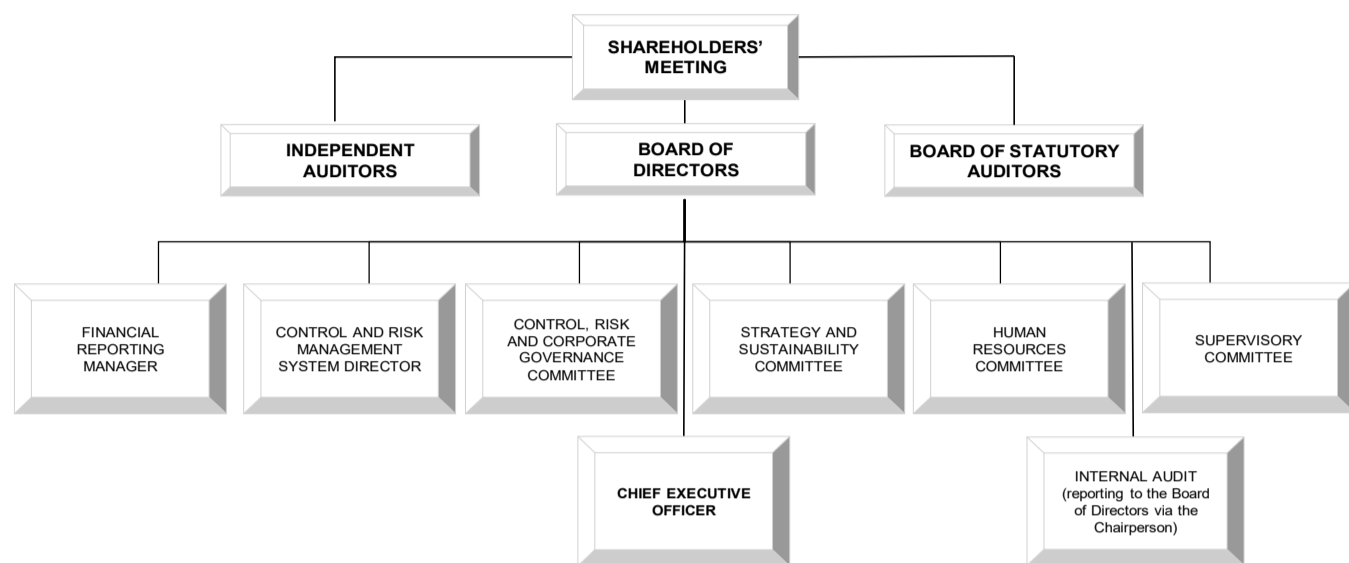 SHAREHOLDERS'
MEETING
INDEPENDENT
AUDITORS
BOARD OF
DIRECTORS
BOARD OF STATUTORY
AUDITORS
FINANCIAL
REPORTING
MANAGER
CONTROL AND RISK
MANAGEMENT
SYSTEM DIRECTOR
CONTROL, RISK
AND CORPORATE
GOVERNANCE
COMMITTEE
STRATEGY AND
SUSTAINABILITY
COMMITTEE
HUMAN
RESOURCES
COMMITTEE
SUPERVISORY
COMMITTEE
CHIEF EXECUTIVE
OFFICER
INTERNAL AUDIT
(reporting to the Board
of Directors via the
Chairperson)